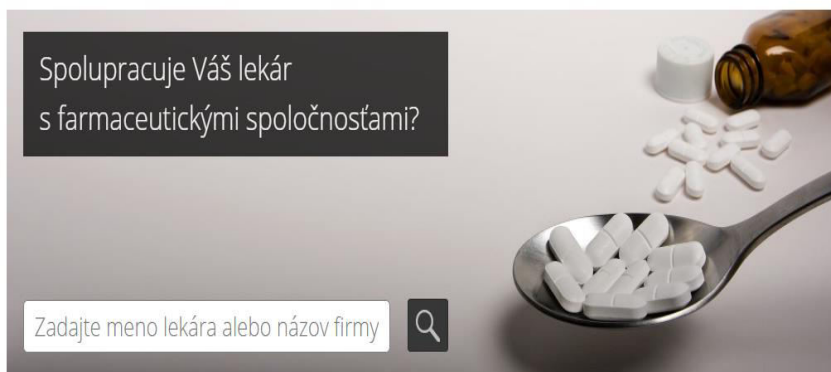 Spolupracuje Váš lekár
s farmaceutickými spoločnosťami?
Zadajte meno lekára alebo názov firmy